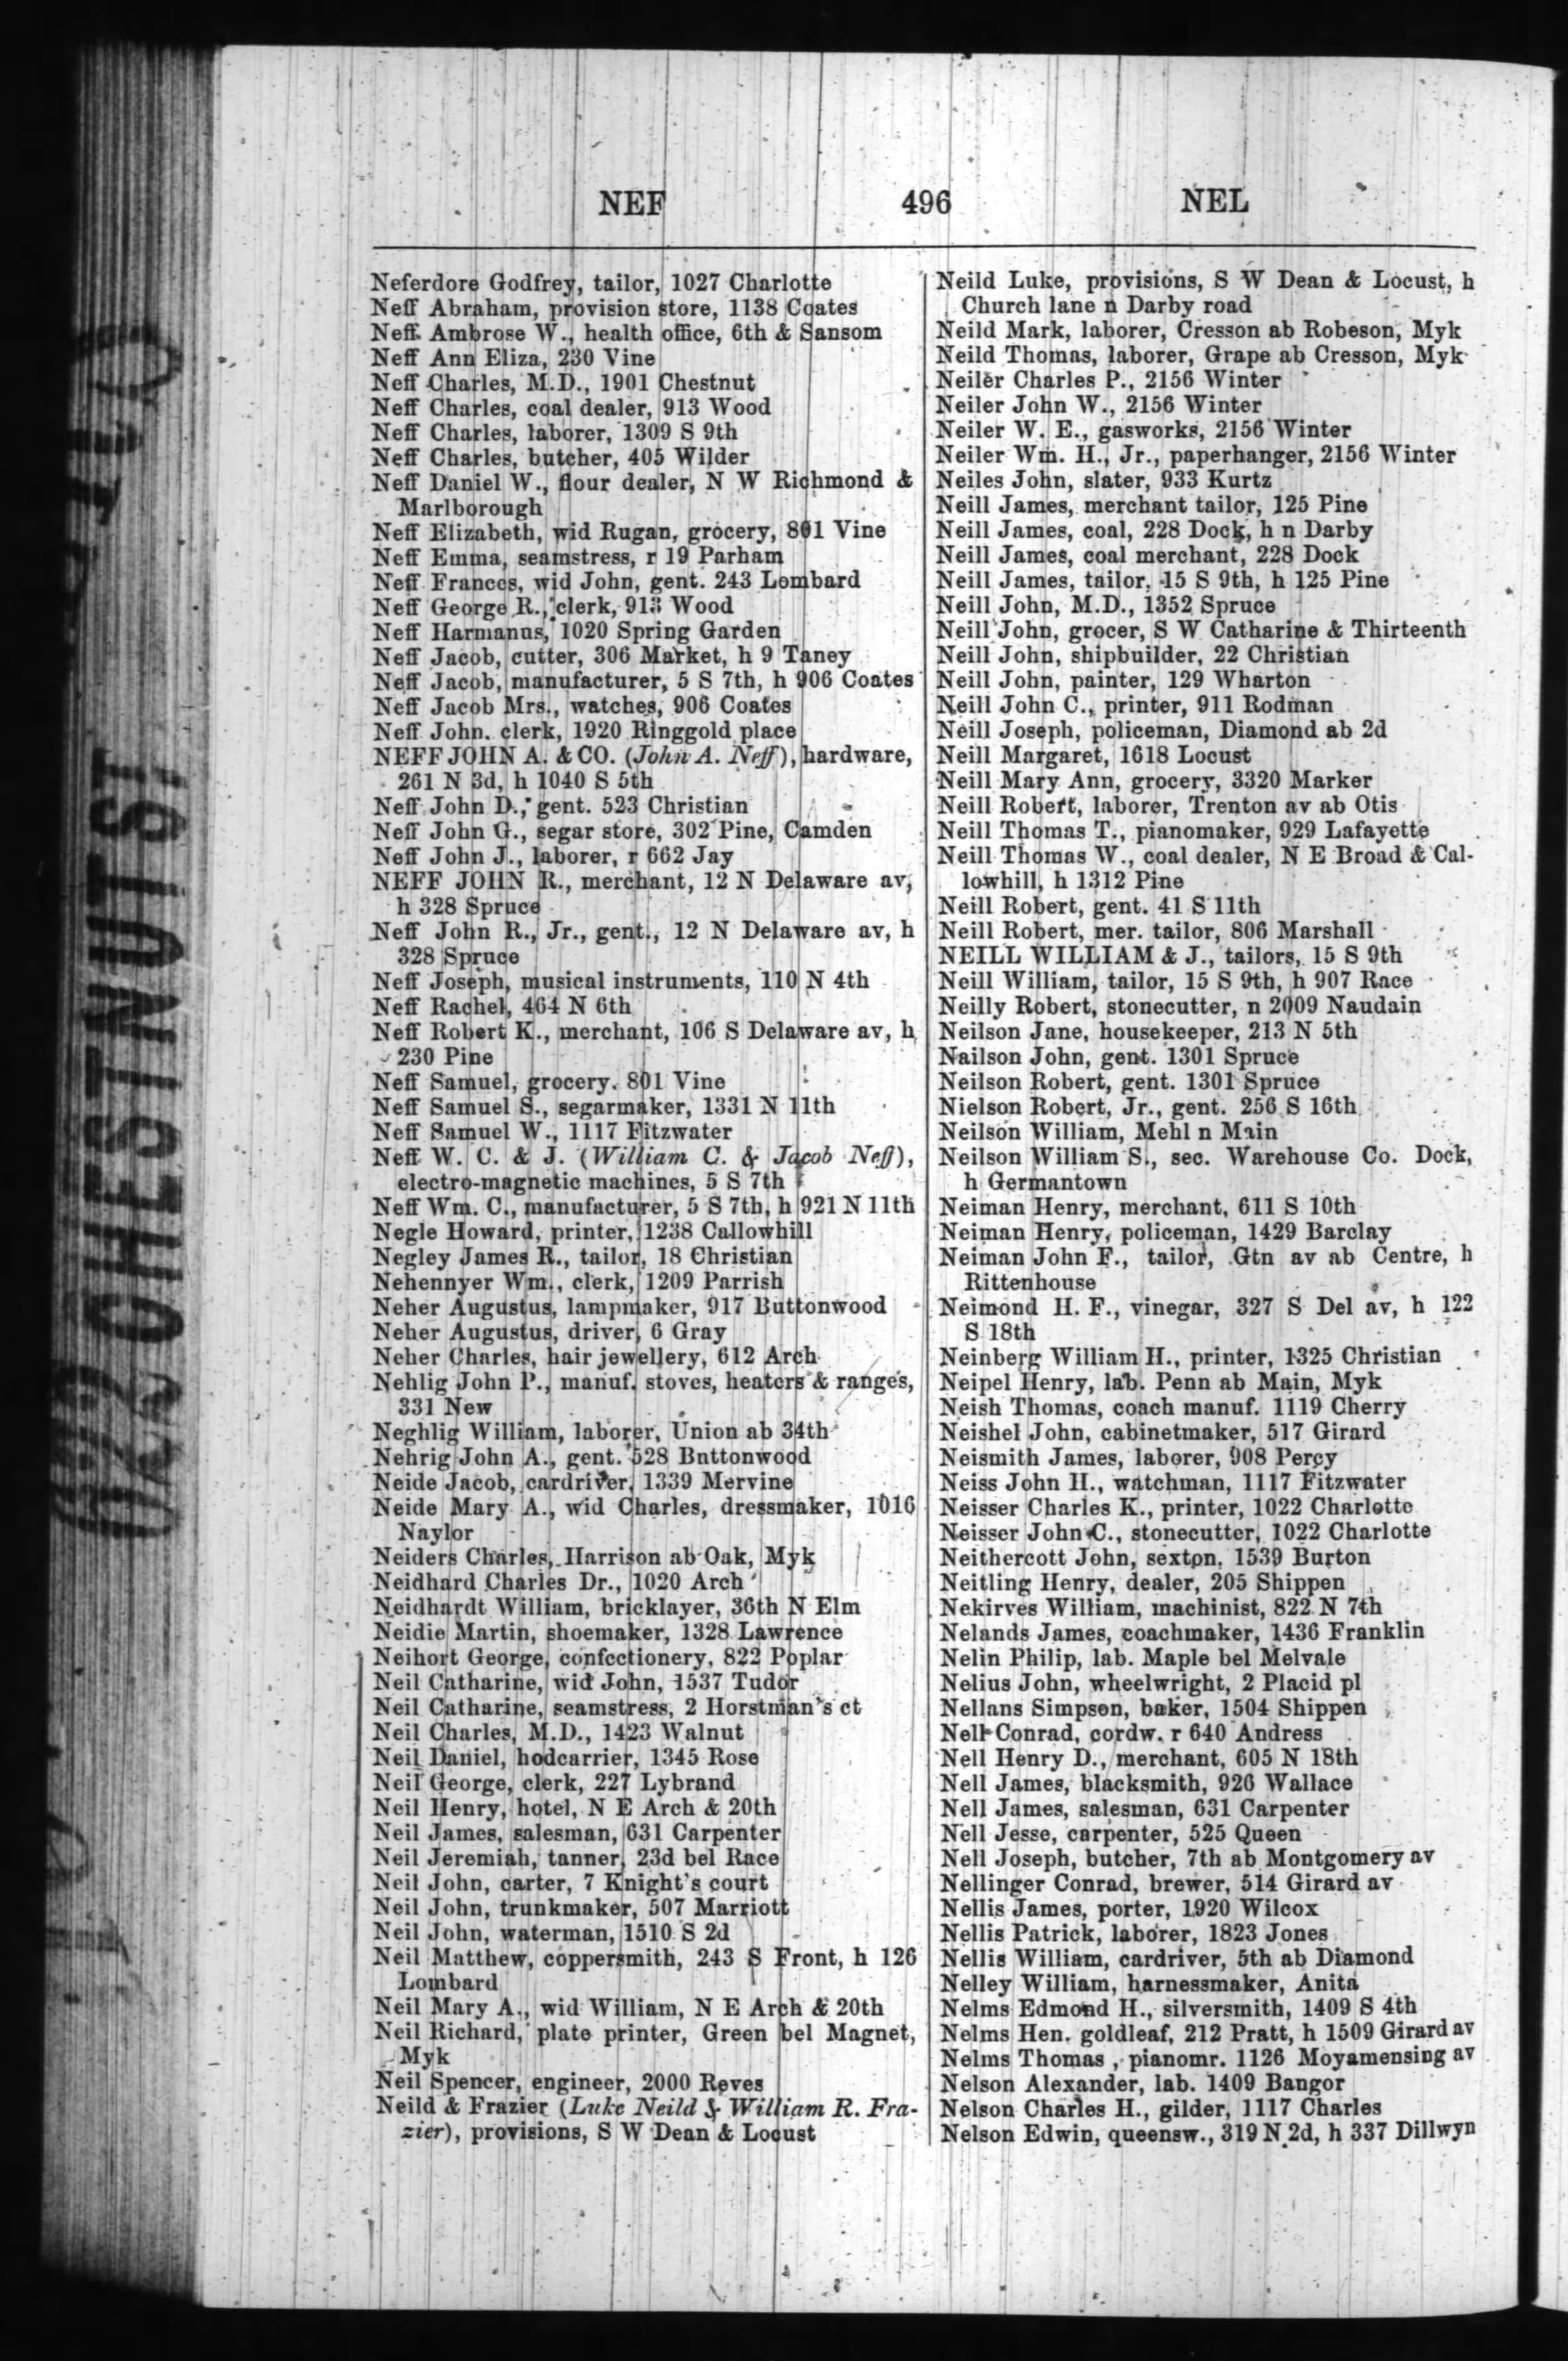 NEF 496 NEL
Neferdore Godfrey, tailor, 1027 Charlotte
Neff Abraham, provision store, 1138 Coates
Neff Ambrose W., health office, 6th & Sansom
Neff Ann Eliza, 230 Vine
Neff Charles, M.D., 1901 Chestnut
Neff Charles, coal dealer, 913 Wood
Neff Charles, laborer, 1309 S 9th
Neff Charles, butcher, 405 Wilder
Neff Daniel W., flour dealer, N W Richmond &
Marlborough
Neff Elizabeth, wid Rugan, grocery, 801 Vine
Neff Emma, seamstress, r 19 Parham
Neff Frances, wid John, gent. 243 Lombard
Neff George R., clerk, 913 Wood
Neff Harmanus, 1020 Spring Garden
Neff Jacob, cutter, 306 Market, h 9 Taney
Neff Jacob, manufacturer, 5 S 7th, h 906 Coates
Neff Jacob Mrs., watches, 906 Coates
Neff John. clerk, 1920 Ringgold place
NEFF JOHN A. & CO. (John A. Neff), hardware,
261 N 3d, h 1040 S 5th
Neff John D., gent. 523 Christian
Neff John G., segar store, 302 Pine, Camden
Neff John J., laborer, r 662 Jay
NEFF JOHN R., merchant, 12 N Delaware av,
h 328 Spruce
Neff John R., Jr., gent., 12 N Delaware av, h
328 Spruce
Neff Joseph, musical instruments, 110 N 4th
Neff Rachel, 464 N 6th
Neff Robert K., merchant, 106 S Delaware av, h
230 Pine
Neff Samuel, grocery. 801 Vine
Neff Samuel S., segarmaker, 1331 N 11th
Neff Samuel W., 1117 Fitzwater
Neff W. C. & J. (William C. & Jacob Neff),
electro-magnetic machines, 5 S 7th
Neff Wm. C., manufacturer, 5 S 7th, h 921 N 11th
Negle Howard, printer, 1238 Callowhill
Negley James R., tailor, 18 Christian
Nehennyer Wm., clerk, 1209 Parrish
Neher Augustus, lampmaker, 917 Buttonwood
Neher Augustus, driver, 6 Gray
Neher Charles, hair jewellery, 612 Arch
Nehlig John P., manuf. stoves, heaters & ranges,
331 New
Neghlig William, laborer, Union ab 34th
Nehrig John A., gent. 528 Bnttonwood
Neide Jacob, cardriver, 1339 Mervine
Neide Mary A., wid Charles, dressmaker, 1016
Naylor
Neiders Charles, Harrison ab Oak, Myk
Neidhard Charles Dr., 1020 Arch
Neidhardt William, bricklayer, 36th N Elm
Neidie Martin, shoemaker, 1328 Lawrence
Neihort George, confectionery, 822 Poplar
Neil Catharine, wid John, 1537 Tudor
Neil Catharine, seamstress, 2 Horstman's ct
Neil Charles, M.D., 1423 Walnut
Neil Daniel, hodcarrier, 1345 Rose
Neil George, clerk, 227 Lybrand
Neil Henry, hotel, N E Arch & 20th
Neil James, salesman, 631 Carpenter
Neil Jeremiah, tanner, 23d bel Race
Neil John, carter, 7 Knight's court
Neil John, trunkmaker, 507 Marriott
Neil John, waterman, 1510 S 2d
Neil Matthew, coppersmith, 243 S Front, h 126
Lombard
Neil Mary A., wid William, N E Arch & 20th
Neil Richard, plate printer, Green bel Magnet,
Myk
Neil Spencer, engineer, 2000 Reves
Neild & Frazier (Luke Neild & William R. Fra-
zier), provisions, S W Dean & Locust
Neild Luke, provisions, S W Dean & Locust, h
Church lane n Darby road
Neild Mark, laborer, Cresson ab Robeson, Myk
Neild Thomas, laborer, Grape ab Cresson, Myk
Neiler Charles P., 2156 Winter
Neiler John W., 2156 Winter
Neiler W. E., gasworks, 2156 Winter
Neiler Wm. H., Jr., paperhanger, 2156 Winter
Neiles John, slater, 933 Kurtz
Neill James, merchant tailor, 125 Pine
Neill James, coal, 228 Dock, h n Darby
Neill James, coal merchant, 228 Dock
Neill James, tailor, 15 S 9th, h 125 Pine
Neill John, M.D., 1352 Spruce
Neill John, grocer, S W Catharine & Thirteenth
Neill John, shipbuilder, 22 Christian
Neill John, painter, 129 Wharton
Neill John C., printer, 911 Rodman
Neill Joseph, policeman, Diamond ab 2d
Neill Margaret, 1618 Locust
Neill Mary Ann, grocery, 3320 Marker
Neill Robert, laborer, Trenton av ab Otis
Neill Thomas T., pianomaker, 929 Lafayette
Neill Thomas W., coal dealer, N E Broad & Cal-
lowhill, h 1312 Pine
Neill Robert, gent. 41 S 11th
Neill Robert, mer. tailor, 806 Marshall
NEILL WILLIAM & J., tailors, 15 S 9th
Neill William, tailor, 15 S 9th, h 907 Race
Neilly Robert, stonecutter, n 2009 Naudain
Neilson Jane, housekeeper, 213 N 5th
Nailson John, gent. 1301 Spruce
Neilson Robert, gent. 1301 Spruce
Nielson Robert, Jr., gent. 256 S 16th
Neilson William, Mehl n Main
Neilson William S., sec. Warehouse Co. Dock,
h Germantown
Neiman Henry, merchant, 611 S 10th
Neiman Henry, policeman, 1429 Barclay
Neiman John F., tailor, Gtn av ab Centre, h
Rittenhouse
Neimond H. F., vinegar, 327 S Del av, h 122
S 18th
Neinberg William H., printer, 1325 Christian
Neipel Henry, lab. Penn ab Main, Myk
Neish Thomas, coach manuf. 1119 Cherry
Neishel John, cabinetmaker, 517 Girard
Neismith James, laborer, 908 Percy
Neiss John H., watchman, 1117 Fitzwater
Neisser Charles K., printer, 1022 Charlotte
Neisser John C., stonecutter, 1022 Charlotte
Neithercott John, sexton, 1539 Burton
Neitling Henry, dealer, 205 Shippen
Nekirves William, machinist, 822 N 7th
Nelands James, coachmaker, 1436 Franklin
Nelin Philip, lab. Maple bel Melvale
Nelius John, wheelwright, 2 Placid pl
Nellans Simpson, baker, 1504 Shippen
Nell Conrad, cordw. r 640 Andress
Nell Henry D., merchant, 605 N 18th
Nell James, blacksmith, 926 Wallace
Nell James, salesman, 631 Carpenter
Nell Jesse, carpenter, 525 Queen
Nell Joseph, butcher, 7th ab Montgomery av
Nellinger Conrad, brewer, 514 Girard av
Nellis James, porter, 1920 Wilcox
Nellis Patrick, laborer, 1823 Jones
Nellis William, cardriver, 5th ab Diamond
Nelley William, harnessmaker, Anita
Nelms Edmond H., silversmith, 1409 S 4th
Nelms Hen. goldleaf, 212 Pratt, h 1509 Girard av
Nelms Thomas, pianomr. 1126 Moyamensing av
Nelson Alexander, lab. 1409 Bangor
Nelson Charles H., gilder, 1117 Charles
Nelson Edwin, queensw., 319 N 2d, h 337 Dillwyn
CHESTNUT ST